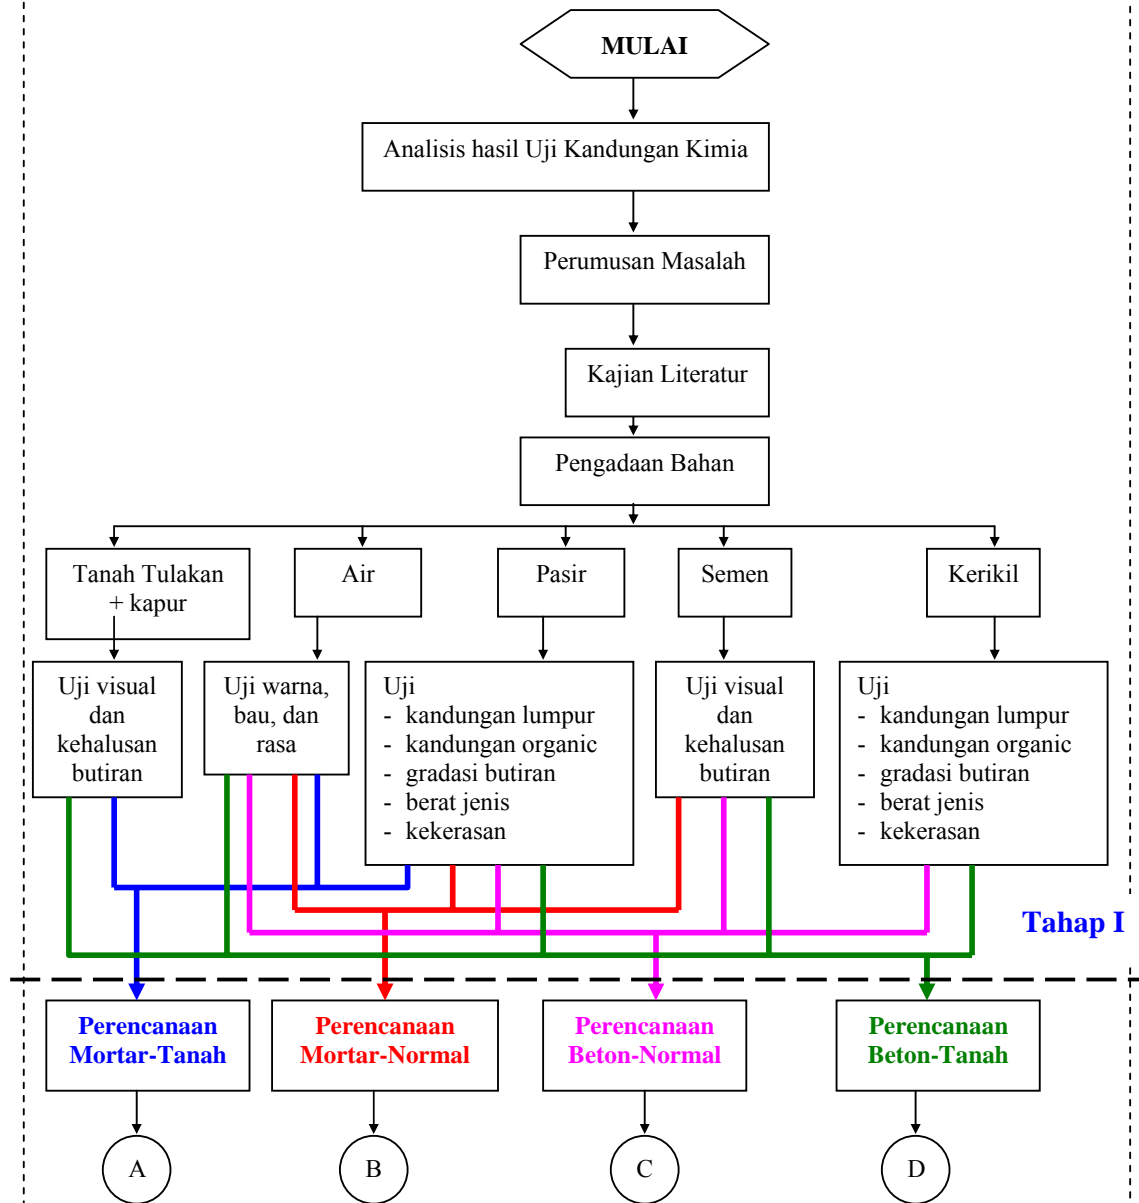 MULAI
Analisis hasil Uji Kandungan Kimia
Perumusan Masalah
Kajian Literatur
Pengadaan Bahan
Tanah Tulakan
+ kapur
Air
Pasir
Semen
Kerikil
Uji visual
dan
kehalusan
butiran
Uji warna,
bau, dan
rasa
Uji
- kandungan lumpur
- kandungan organic
- gradasi butiran
- berat jenis
- kekerasan
Uji visual
dan
kehalusan
butiran
Uji
- kandungan lumpur
- kandungan organic
- gradasi butiran
- berat jenis
- kekerasan
Tahap I
Perencanaan
Mortar-Tanah
Perencanaan
Mortar-Normal
Perencanaan
Beton-Normal
Perencanaan
Beton-Tanah
A
B
C
D